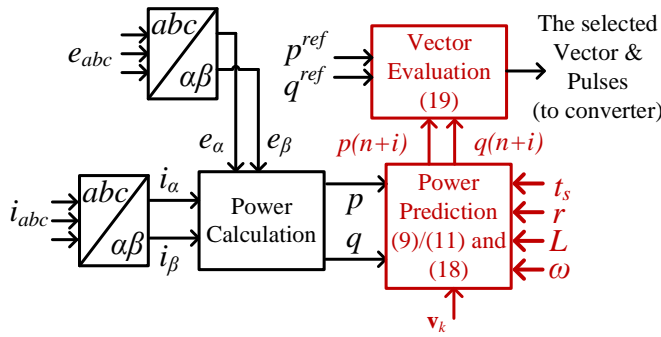 abc
αβ
e_abc
p^ref
q^ref
Vector
Evaluation
(19)
The selected
Vector &
Pulses
(to converter)
e_α
e_β
p(n+i)
q(n+i)
i_abc
abc
αβ
i_α
i_β
Power
Calculation
p
q
Power
Prediction
(9)/(11) and
(18)
t_s
r
L
ω
v_k